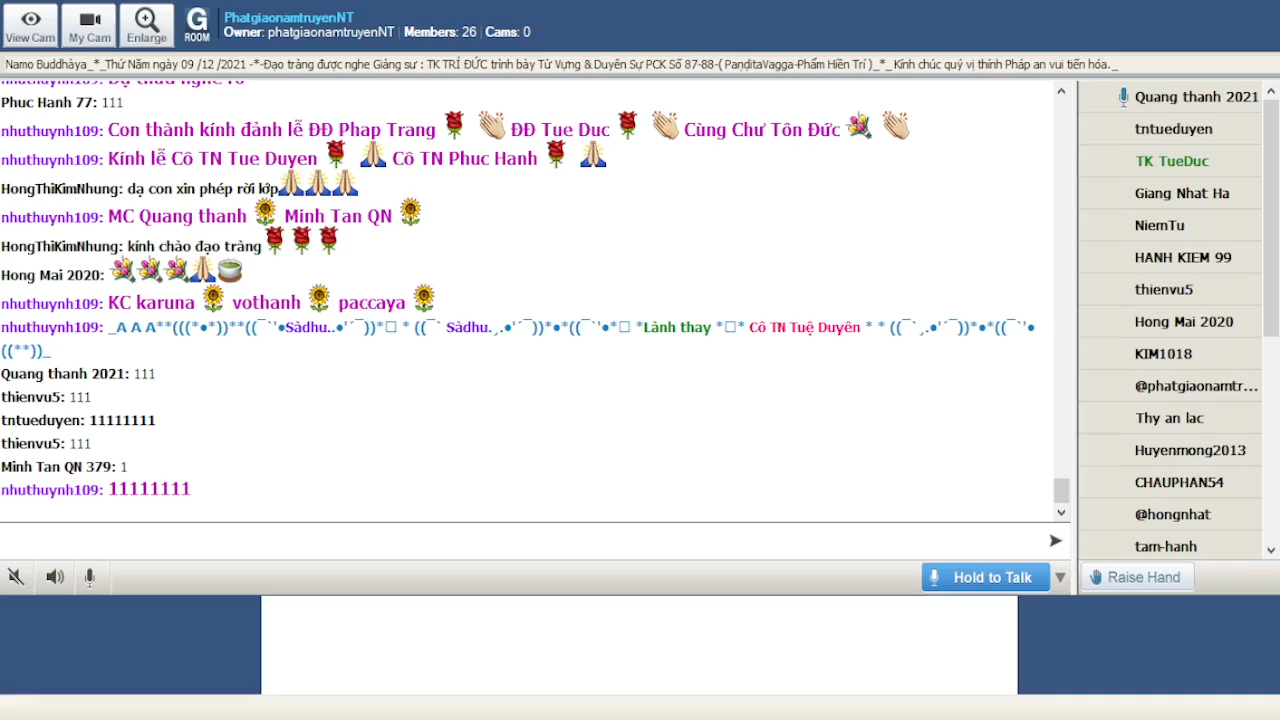 View Cam
My Cam
Enlarge
G ROOM
PhatgiaonamtruyenNT
Owner: phatgiaonamtruyenNT | Members: 26 | Cams: 0
Namo Buddhàya_*_Thứ Năm ngày 09 /12 /2021 -*-Đạo tràng được nghe Giảng sư : TK TRÍ ĐỨC trình bày Từ Vựng & Duyên Sự PCK Số 87-88-( PaṇḍitaVagga-Phẩm Hiền Trí )_*_ Kính chúc quý vị thính Pháp an vui tiến hóa._
Phuc Hanh 77: 111
nhuthuynh109: Con thành kính đảnh lễ ĐĐ Phap Trang 🌹 👏 ĐĐ Tue Duc 🌹 👏 Cùng Chư Tôn Đức 💐 👏
nhuthuynh109: Kính lễ Cô TN Tue Duyen 🌹 🙏 Cô TN Phuc Hanh 🌹 🙏
HongThiKimNhung: dạ con xin phép rời lớp🙏🙏🙏
nhuthuynh109: MC Quang thanh 🌻 Minh Tan QN 🌻
HongThiKimNhung: kính chào đạo tràng🌹🌹🌹
Hong Mai 2020: 💐💐💐🙏🍵
nhuthuynh109: KC karuna 🌻 vothanh 🌻 paccaya 🌻
nhuthuynh109: _A A A**(((*•*))**((¯`'•Sàdhu..•'´¯))*□ * ((¯` Sàdhu.¸.•'´¯))*•*((¯`'•*□ *Lành thay *□* Cô TN Tuệ Duyên * * ((¯`¸.•'´¯))*•*((¯`'•
((**))_
Quang thanh 2021: 111
thienvu5: 111
tntueduyen: 11111111
thienvu5: 111
Minh Tan QN 379: 1
nhuthuynh109: 11111111
Hold to Talk
Quang thanh 2021
tntueduyen
TK TueDuc
Giang Nhat Ha
NiemTu
HANH KIEM 99
thienvu5
Hong Mai 2020
KIM1018
@phatgiaonamtr...
Thy an lac
Huyenmong2013
CHAUPHAN54
@hongnhat
tam-hanh
Raise Hand